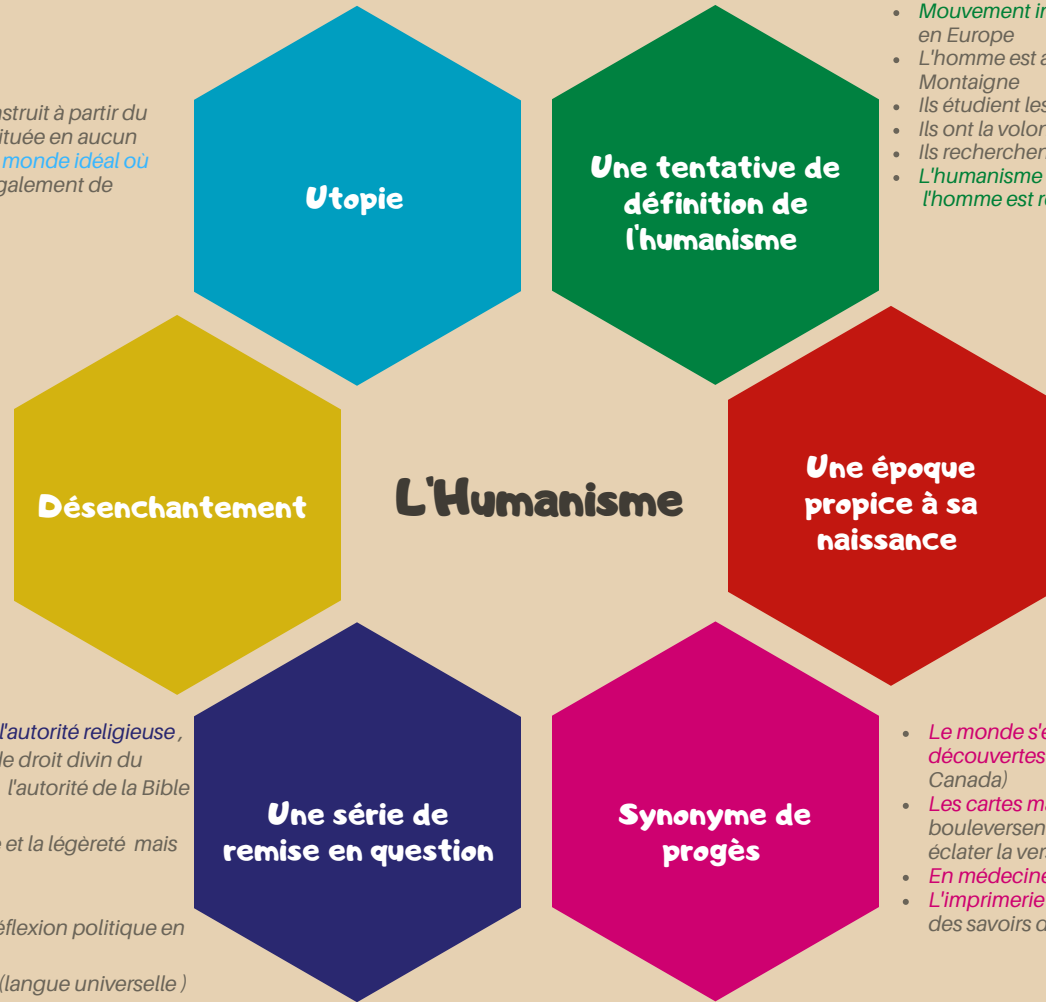 struit à partir du
ituée en aucun
monde idéal où
galement de
Utopie
Une tentative de
définition de
l'humanisme
• Mouvement in
en Europe
• L'homme est a
Montaigne
• Ils étudient les
• Ils ont la volon
• Ils recherchen
• L'humanisme
l'homme est r
Désenchantement
L'Humanisme
Une époque
propice à sa
naissance
l'autorité religieuse ,
le droit divin du
l'autorité de la Bible
et la légèreté mais
éflexion politique en
(langue universelle )
Une série de
remise en question
Synonyme de
progès
• Le monde s'é
découvertes
Canada)
• Les cartes ma
bouleversen
éclater la vers
• En médecine
• L'imprimerie
des savoirs d